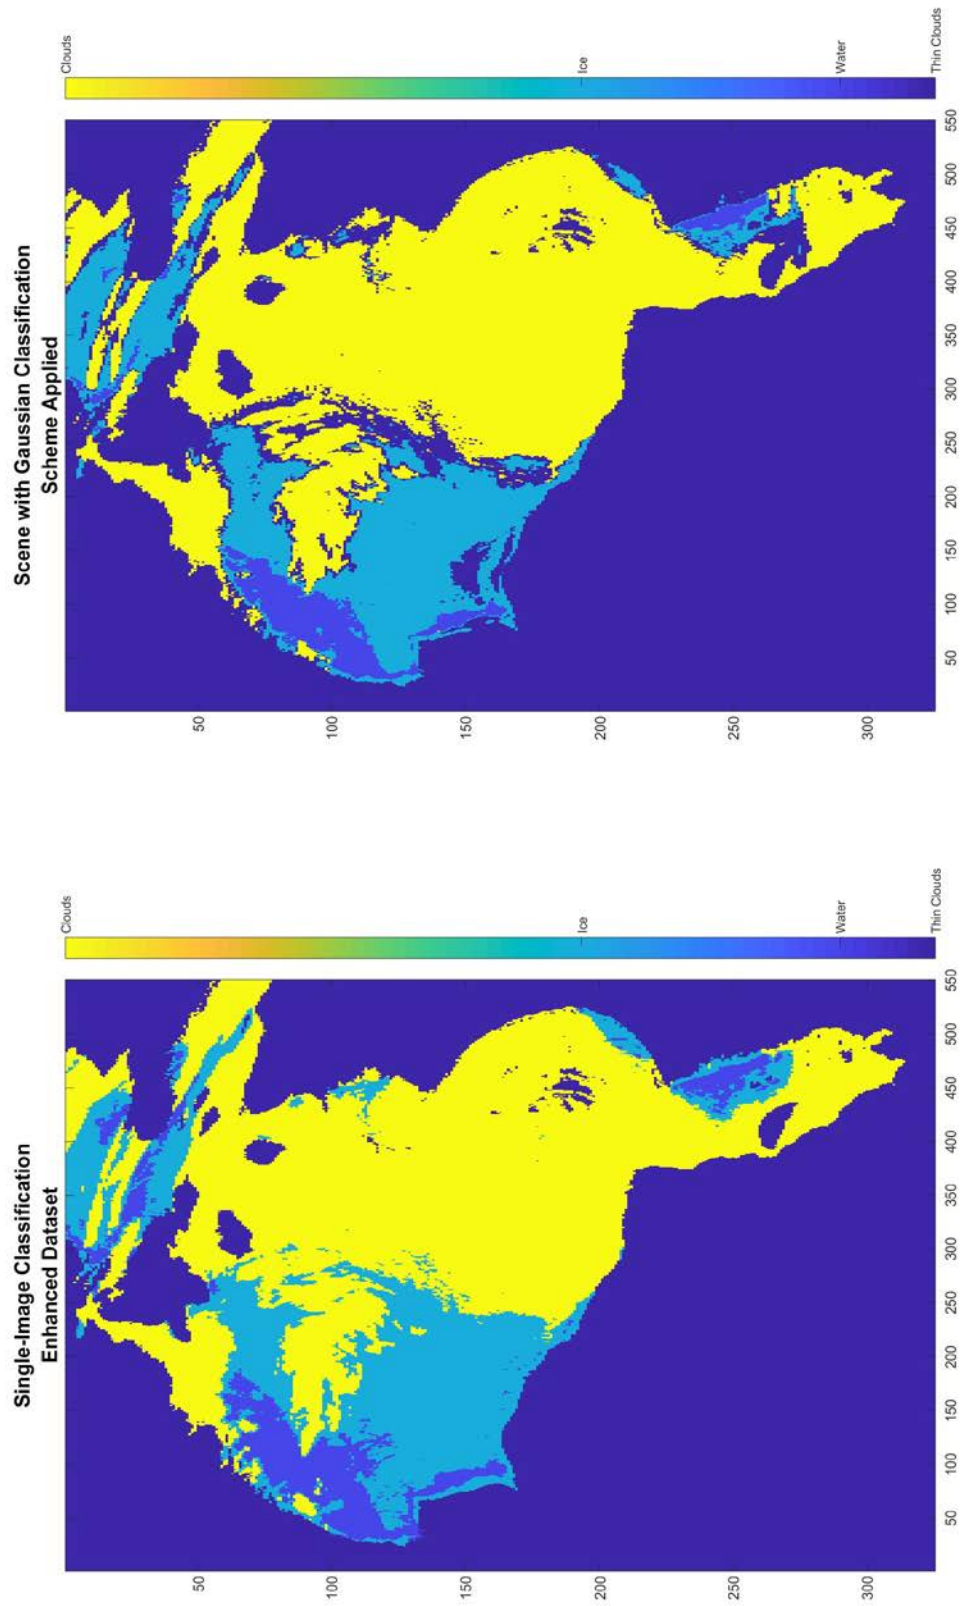 Single-Image Classification
Enhanced Dataset
50
100
150
200
250
300
50 100 150 200 250 300 350 400 450 500 550
Clouds
Ice
Water
Thin Clouds
Scene with Gaussian Classification
Scheme Applied
50
100
150
200
250
300
50 100 150 200 250 300 350 400 450 500 550
Clouds
Ice
Water
Thin Clouds